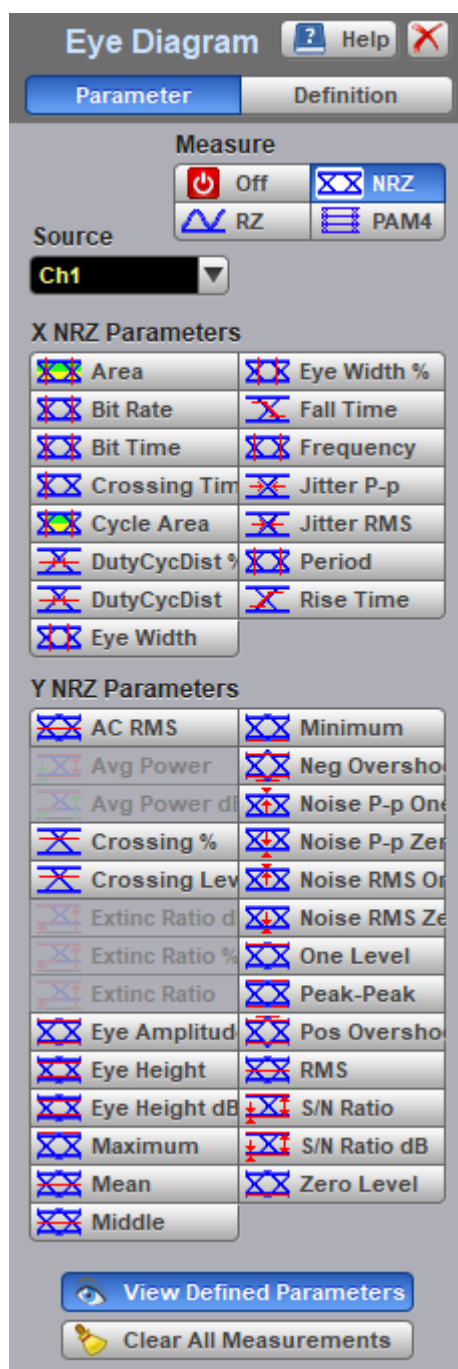 Eye Diagram
Help
Parameter
Definition
Measure
Off
NRZ
RZ
PAM4
Source
Ch1
X NRZ Parameters
Area
Eye Width %
Bit Rate
Fall Time
Bit Time
Frequency
Crossing Tim
Jitter P-p
Cycle Area
Jitter RMS
DutyCycDist %
Period
DutyCycDist
Rise Time
Eye Width
Y NRZ Parameters
AC RMS
Minimum
Avg Power
Neg Oversho
Avg Power dB
Noise P-p One
Crossing %
Noise P-p Zer
Crossing Lev
Noise RMS On
Extinc Ratio d
Noise RMS Ze
Extinc Ratio %
One Level
Extinc Ratio
Peak-Peak
Eye Amplitud
Pos Oversho
Eye Height
RMS
Eye Height dB
S/N Ratio
Maximum
S/N Ratio dB
Mean
Zero Level
Middle
View Defined Parameters
Clear All Measurements